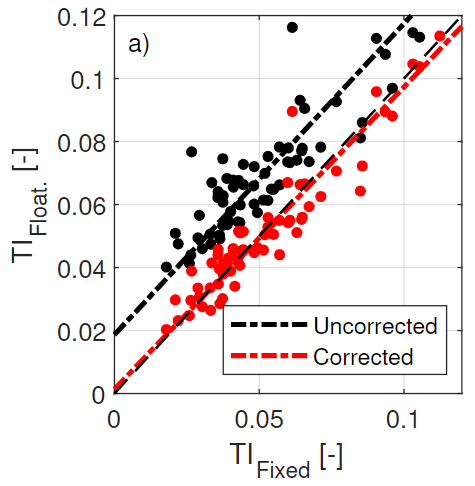 0.12
a)
0.1
0.08
0.06
0.04
0.02
0
TI_Float. [-]
Uncorrected
Corrected
0
0.05
0.1
TI_Fixed [-]